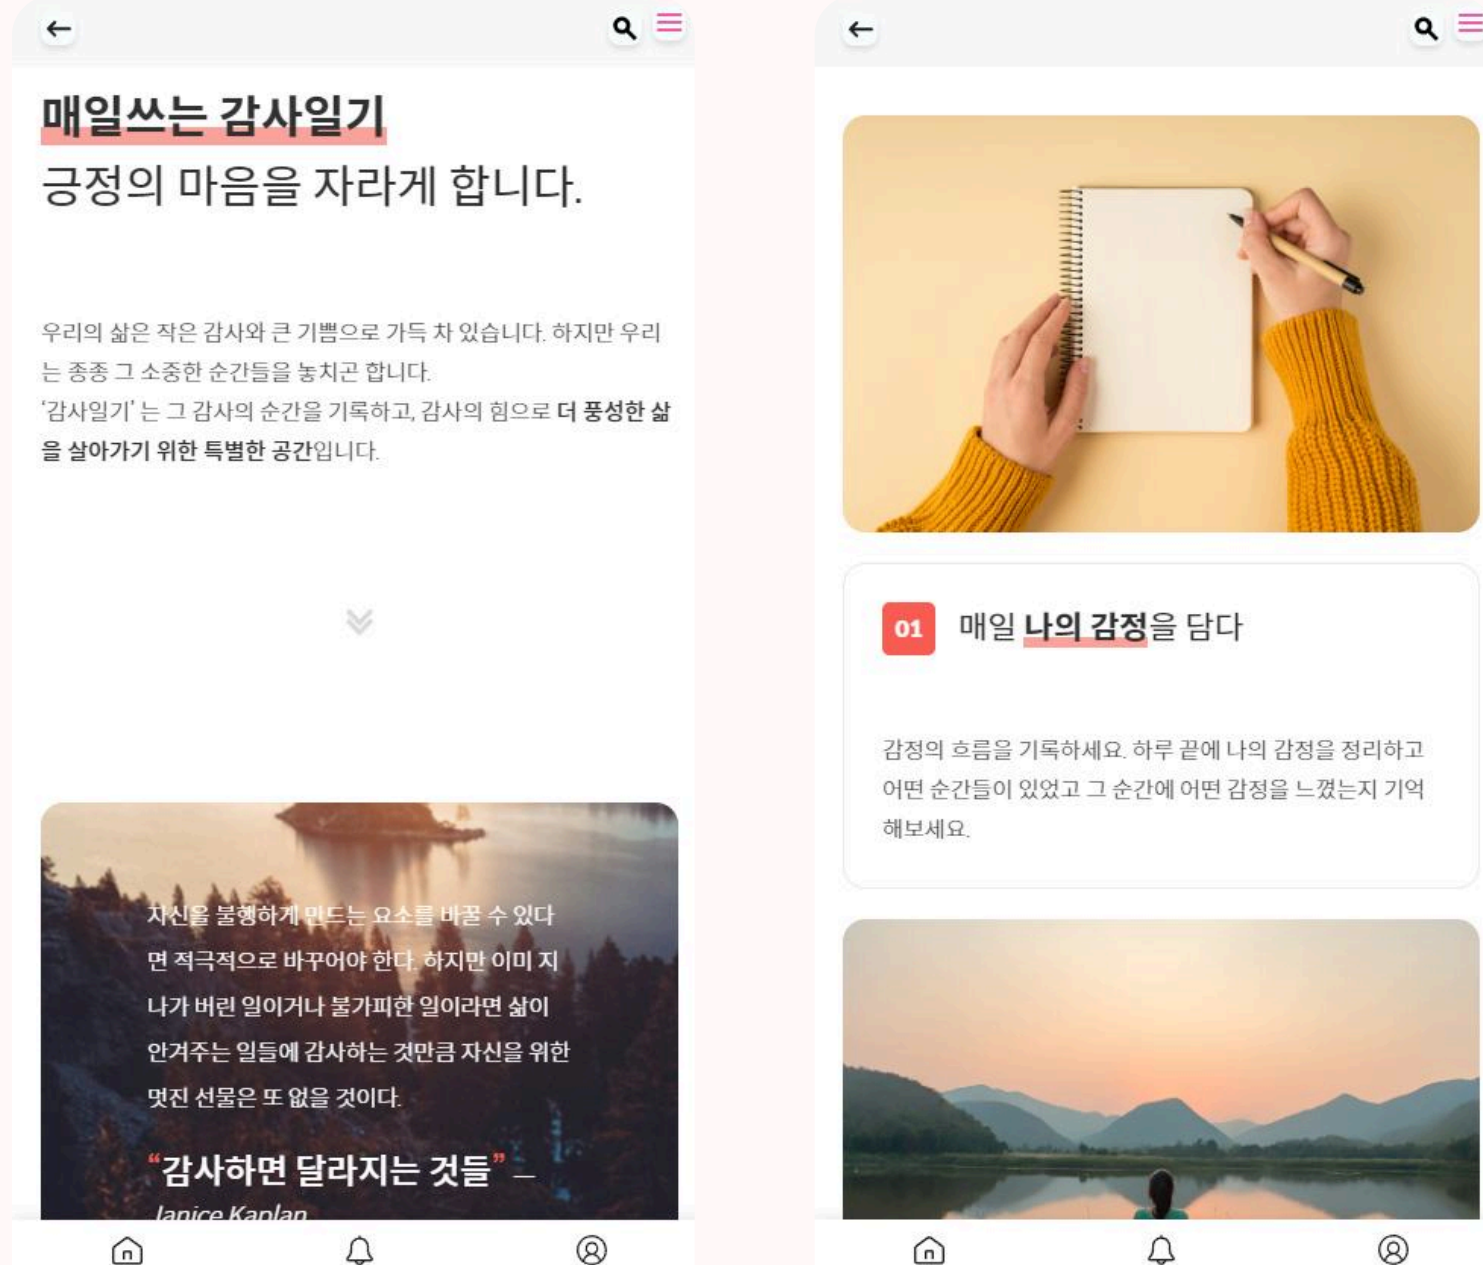 매일쓰는 감사일기
긍정의 마음을 자라게 합니다.
우리의 삶은 작은 감사와 큰 기쁨으로 가득 차 있습니다. 하지만 우리
는 종종 그 소중한 순간들을 놓치곤 합니다.
‘감사일기’ 는 그 감사의 순간을 기록하고, 감사의 힘으로 더 풍성한 삶
을 살아가기 위한 특별한 공간입니다.
자신을 불행하게 만드는 요소를 바꿀 수 있다
면 적극적으로 바꾸어야 한다. 하지만 이미 지
나가 버린 일이거나 불가피한 일이라면 삶이
안겨주는 일들에 감사하는 것만큼 자신을 위한
멋진 선물은 또 없을 것이다.
“감사하면 달라지는 것들” –
Janice Kaplan
01 매일 나의 감정을 담다
감정의 흐름을 기록하세요. 하루 끝에 나의 감정을 정리하고
어떤 순간들이 있었고 그 순간에 어떤 감정을 느꼈는지 기억
해보세요.